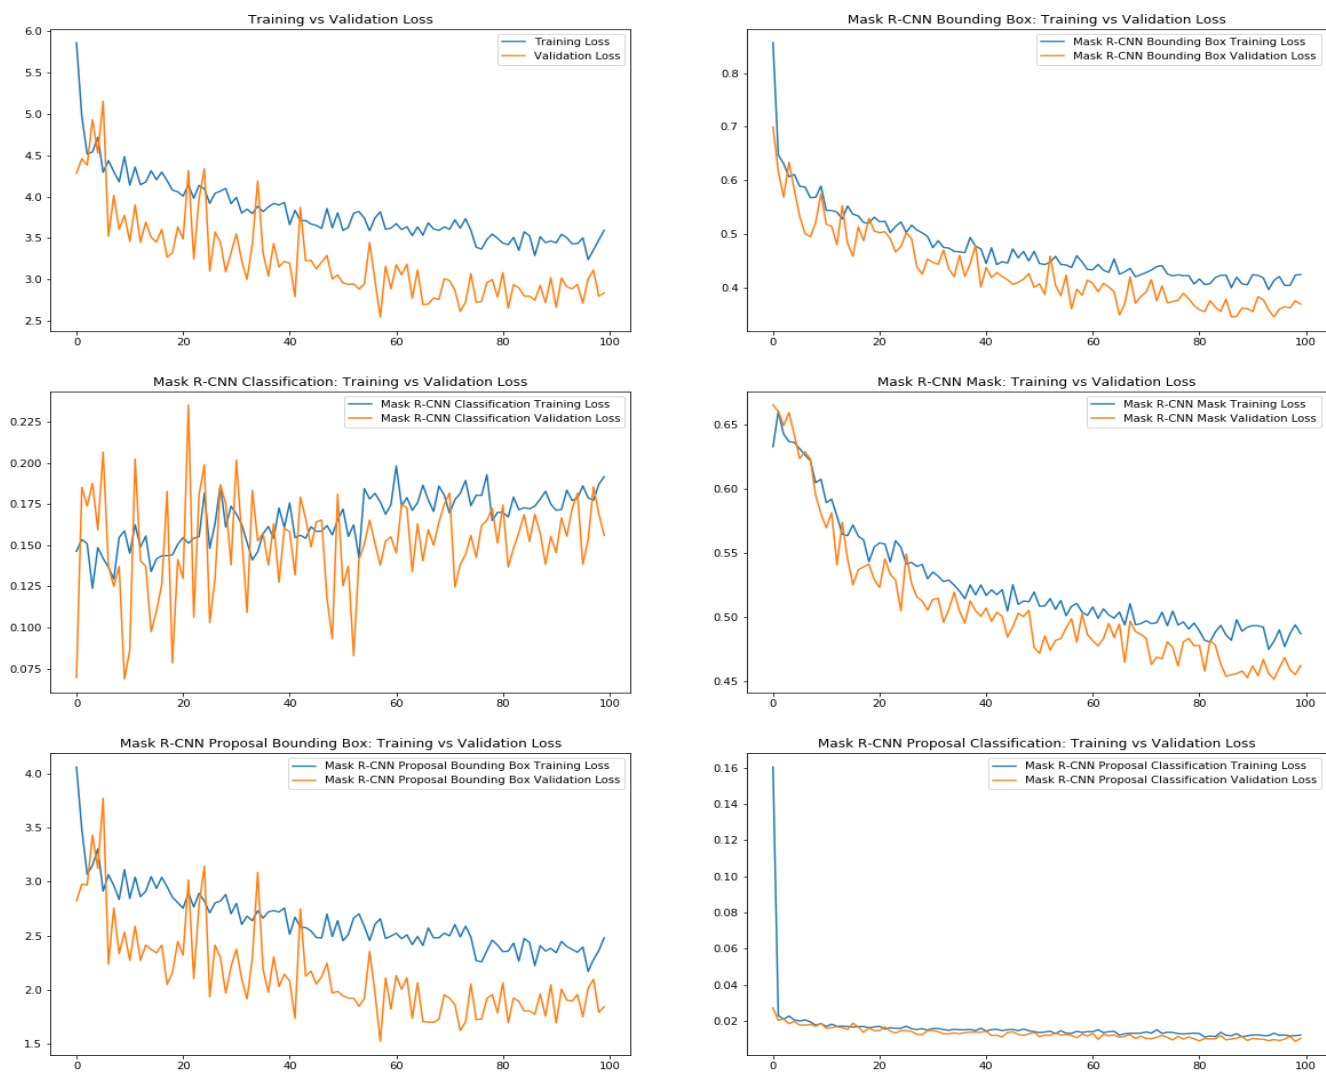 Training vs Validation Loss
Training Loss
Validation Loss
6.0
5.5
5.0
4.5
4.0
3.5
3.0
2.5
0 20 40 60 80 100
Mask R-CNN Bounding Box: Training vs Validation Loss
Mask R-CNN Bounding Box Training Loss
Mask R-CNN Bounding Box Validation Loss
0.8
0.7
0.6
0.5
0.4
0 20 40 60 80 100
Mask R-CNN Classification: Training vs Validation Loss
Mask R-CNN Classification Training Loss
Mask R-CNN Classification Validation Loss
0.225
0.200
0.175
0.150
0.125
0.100
0.075
0 20 40 60 80 100
Mask R-CNN Mask: Training vs Validation Loss
Mask R-CNN Mask Training Loss
Mask R-CNN Mask Validation Loss
0.65
0.60
0.55
0.50
0.45
0 20 40 60 80 100
Mask R-CNN Proposal Bounding Box: Training vs Validation Loss
Mask R-CNN Proposal Bounding Box Training Loss
Mask R-CNN Proposal Bounding Box Validation Loss
4.0
3.5
3.0
2.5
2.0
1.5
0 20 40 60 80 100
Mask R-CNN Proposal Classification: Training vs Validation Loss
Mask R-CNN Proposal Classification Training Loss
Mask R-CNN Proposal Classification Validation Loss
0.16
0.14
0.12
0.10
0.08
0.06
0.04
0.02
0 20 40 60 80 100